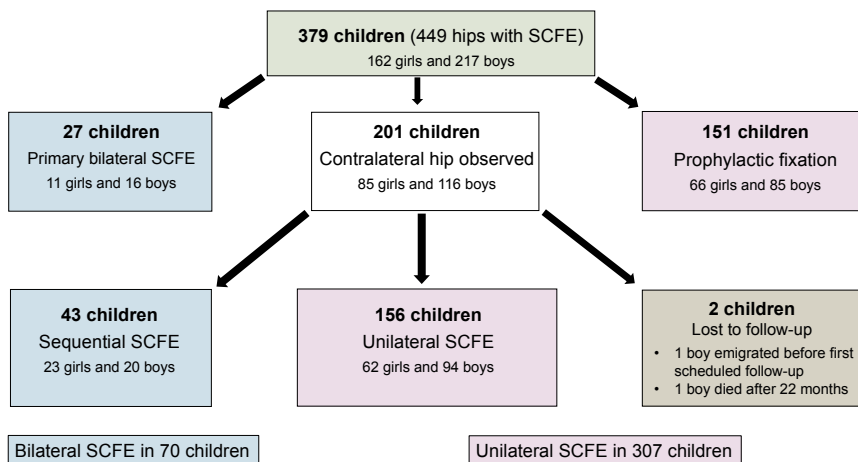 379 children (449 hips with SCFE)
162 girls and 217 boys
27 children
Primary bilateral SCFE
11 girls and 16 boys
201 children
Contralateral hip observed
85 girls and 116 boys
151 children
Prophylactic fixation
66 girls and 85 boys
43 children
Sequential SCFE
23 girls and 20 boys
156 children
Unilateral SCFE
62 girls and 94 boys
2 children
Lost to follow-up
• 1 boy emigrated before first
scheduled follow-up
• 1 boy died after 22 months
Bilateral SCFE in 70 children
Unilateral SCFE in 307 children